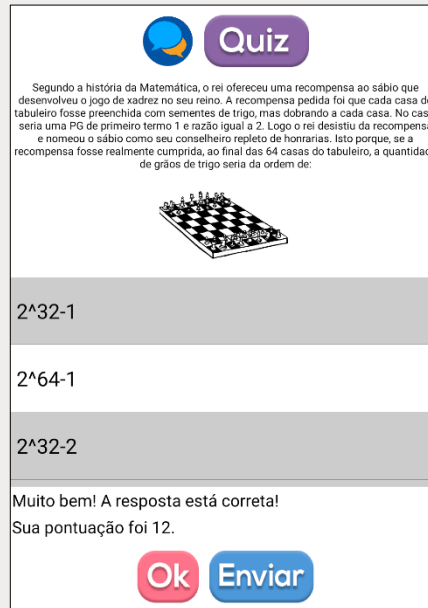 Quiz
Segundo a história da Matemática, o rei ofereceu uma recompensa ao sábio que
desenvolveu o jogo de xadrez no seu reino. A recompensa pedida foi que cada casa d
tabuleiro fosse preenchida com sementes de trigo, mas dobrando a cada casa. No cas
seria uma PG de primeiro termo 1 e razão igual a 2. Logo o rei desistiu da recompens
e nomeou o sábio como seu conselheiro repleto de honrarias. Isto porque, se a
recompensa fosse realmente cumprida, ao final das 64 casas do tabuleiro, a quantidad
de grãos de trigo seria da ordem de:
2^32-1
2^64-1
2^32-2
Muito bem! A resposta está correta!
Sua pontuação foi 12.
Ok Enviar